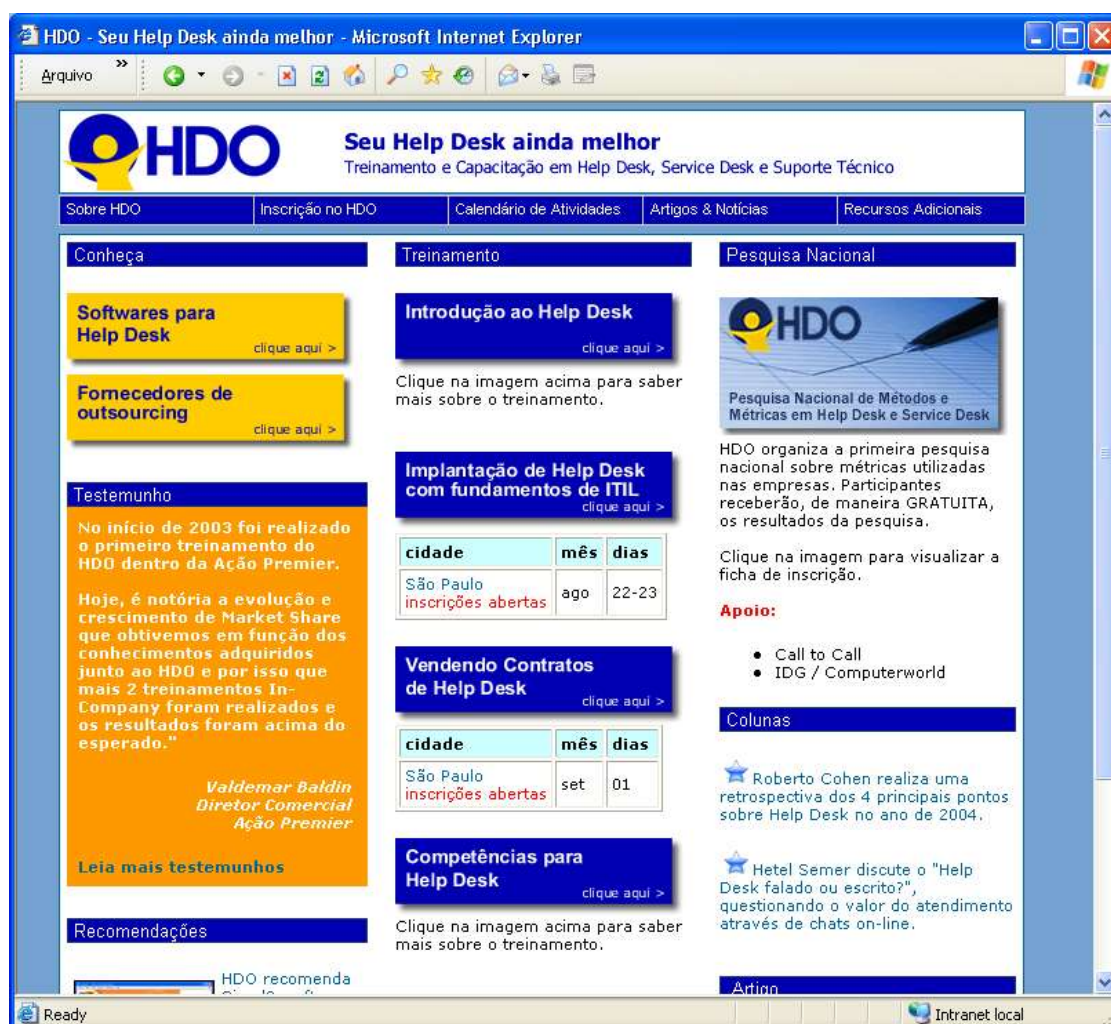 HDO - Seu Help Desk ainda melhor - Microsoft Internet Explorer
Arquivo »
HDO
Seu Help Desk ainda melhor
Treinamento e Capacitação em Help Desk, Service Desk e Suporte Técnico
Sobre HDO
Inscrição no HDO
Calendário de Atividades
Artigos & Notícias
Recursos Adicionais
Conheça
Softwares para
Help Desk
clique aqui >
Fornecedores de
outsourcing
clique aqui >
Testemunho
No início de 2003 foi realizado
o primeiro treinamento do
HDO dentro da Ação Premier.
Hoje, é notória a evolução e
crescimento de Market Share
que obtivemos em função dos
conhecimentos adquiridos
junto ao HDO e por isso que
mais 2 treinamentos In-
Company foram realizados e
os resultados foram acima do
esperado."
Valdemar Baldin
Diretor Comercial
Ação Premier
Leia mais testemunhos
Recomendações
HDO recomenda
Treinamento
Introdução ao Help Desk
clique aqui >
Clique na imagem acima para saber
mais sobre o treinamento.
Implantação de Help Desk
com fundamentos de ITIL
clique aqui >
cidade mês dias
São Paulo
inscrições abertas
ago 22-23
Vendendo Contratos
de Help Desk
clique aqui >
cidade mês dias
São Paulo
inscrições abertas
set 01
Competências para
Help Desk
clique aqui >
Clique na imagem acima para saber
mais sobre o treinamento.
Pesquisa Nacional
HDO
Pesquisa Nacional de Métodos e
Métricas em Help Desk e Service Desk
HDO organiza a primeira pesquisa
nacional sobre métricas utilizadas
nas empresas. Participantes
receberão, de maneira GRATUITA,
os resultados da pesquisa.
Clique na imagem para visualizar a
ficha de inscrição.
Apoio:
• Call to Call
• IDG / Computerworld
Colunas
Roberto Cohen realiza uma
retrospectiva dos 4 principais pontos
sobre Help Desk no ano de 2004.
Hetel Semer discute o "Help
Desk falado ou escrito?",
questionando o valor do atendimento
através de chats on-line.
Artigo
Ready
Intranet local